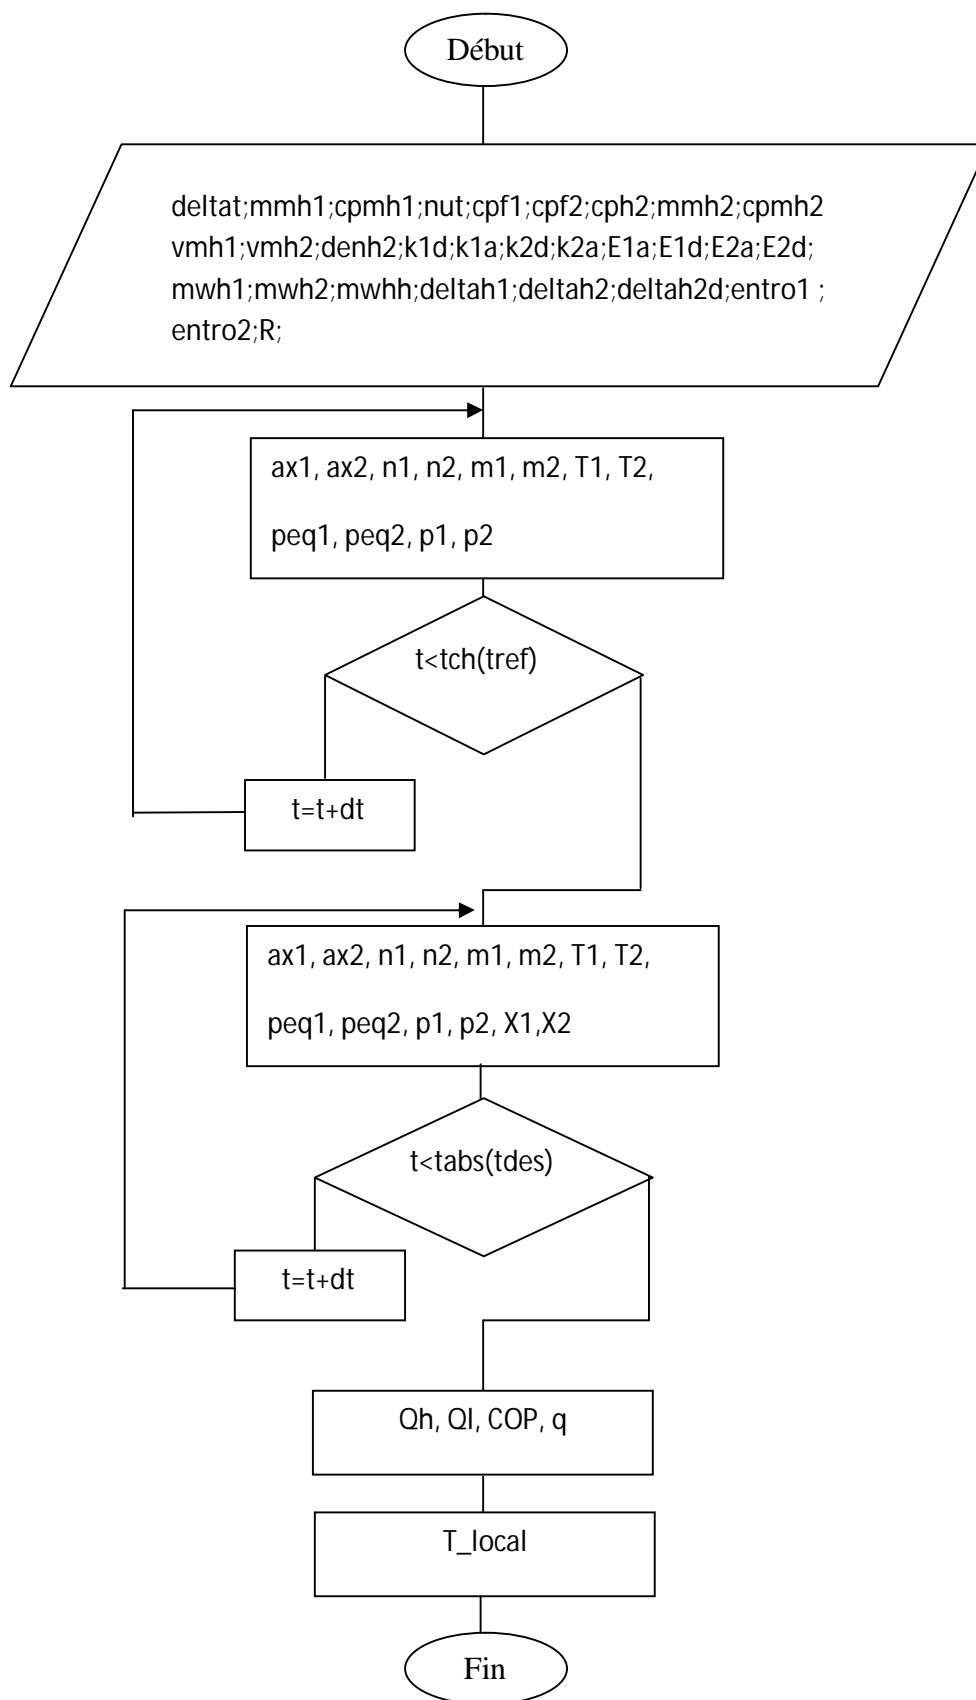 Début
deltat;mmh1;cpmh1;nut;cpf1;cpf2;cph2;mmh2;cpmh2
vmh1;vmh2;denh2;k1d;k1a;k2d;k2a;E1a;E1d;E2a;E2d;
mwh1;mwh2;mwhh;deltah1;deltah2;deltah2d;entro1 ;
entro2;R;
ax1, ax2, n1, n2, m1, m2, T1, T2,
peq1, peq2, p1, p2
t<tch(tref)
t=t+dt
ax1, ax2, n1, n2, m1, m2, T1, T2,
peq1, peq2, p1, p2, X1,X2
t<tabs(tdes)
t=t+dt
Qh, Ql, COP, q
T_local
Fin